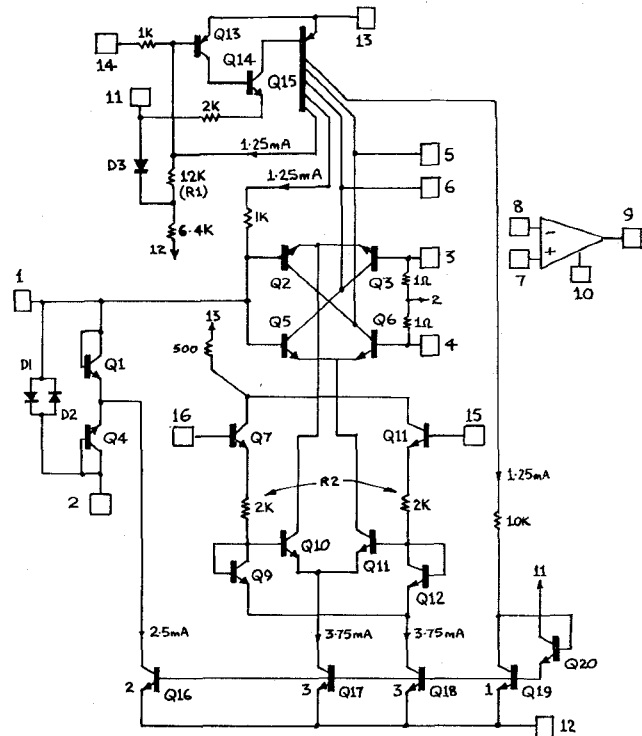 1K
Q13
14
Q14
13
Q15
11
2K
D3
1.25mA
5
12K
(R1)
1.25mA
6
8
9
6.4K
1K
7
10
12
3
1
Q2
Q3
1Ω
2
Q5
Q6
1Ω
13
4
500
D1
Q1
D2
Q4
16
Q7
Q11
15
2
R2
1.25mA
2K
2K
10K
Q10
Q11
Q9
Q12
11
2.5mA
3.75mA
3.75mA
Q20
2
Q16
3
Q17
3
Q18
1
Q19
12